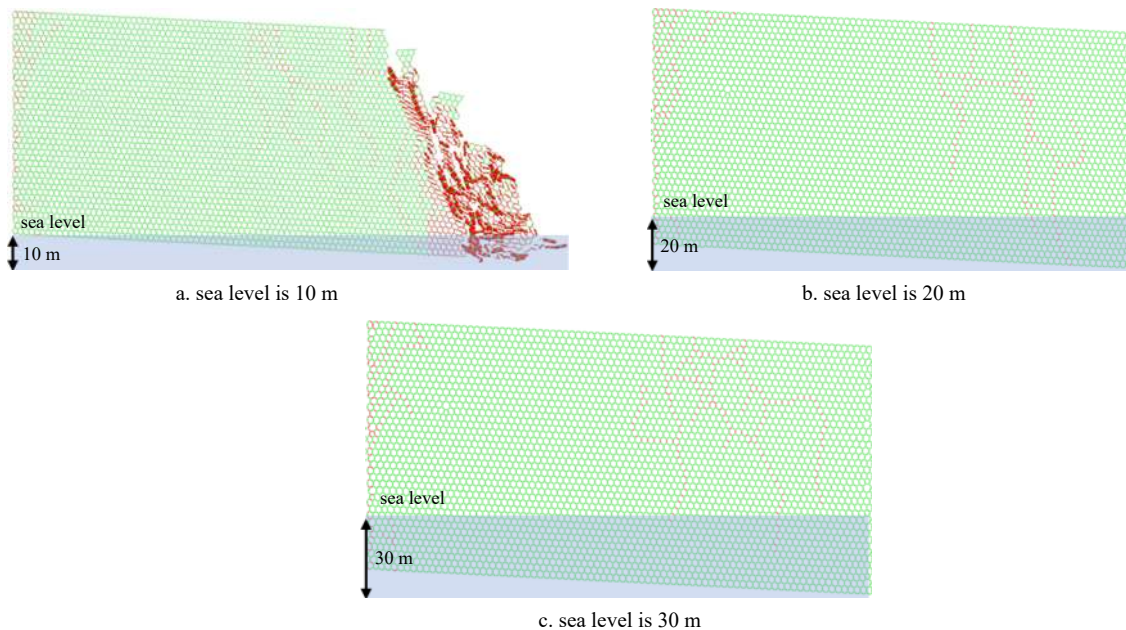 sea level
10 m
a. sea level is 10 m
sea level
20 m
b. sea level is 20 m
sea level
30 m
c. sea level is 30 m